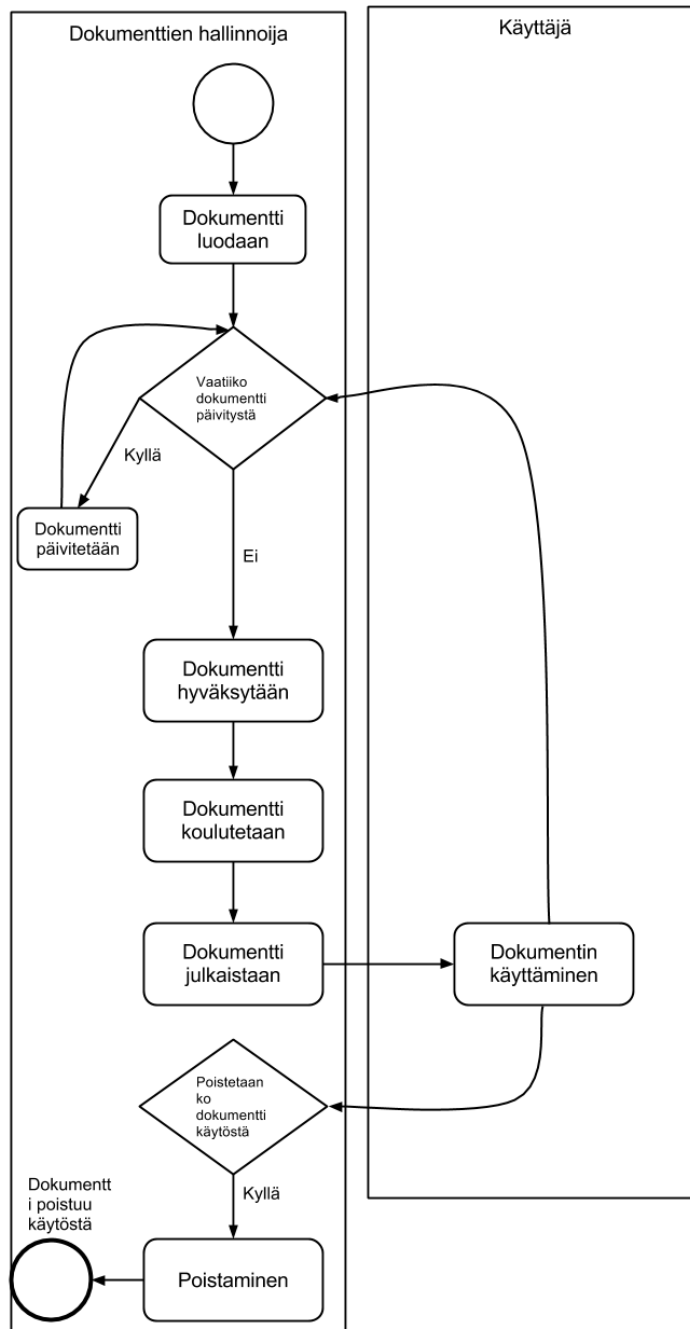 Dokumenttien hallinnoija
Käyttäjä
Dokumentti
luodaan
Vaatiiko
dokumentti
päivitystä
Kyllä
Dokumentti
päivitetään
Ei
Dokumentti
hyväksytään
Dokumentti
koulutetaan
Dokumentti
julkaistaan
Dokumentin
käyttäminen
Poistetaan
ko
dokumentti
käytöstä
Kyllä
Dokumentt
i poistuu
käytöstä
Poistaminen